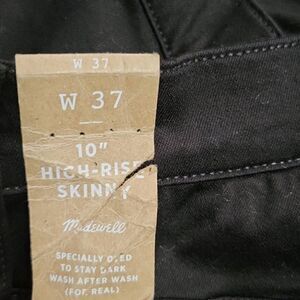 W 37
W 37
10"
HIGH-RISE
SKINNY
Madewell
SPECIALLY DYED
TO STAY DARK
WASH AFTER WASH
(FOR REAL)